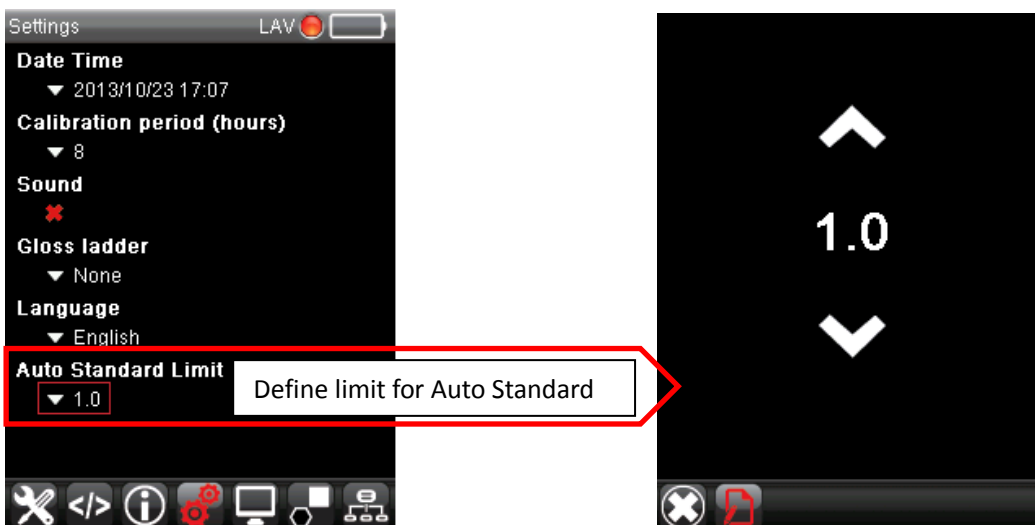 Settings LAV
Date Time
2013/10/23 17:07
Calibration period (hours)
8
Sound
Gloss ladder
None
Language
English
Auto Standard Limit
1.0
Define limit for Auto Standard
1.0